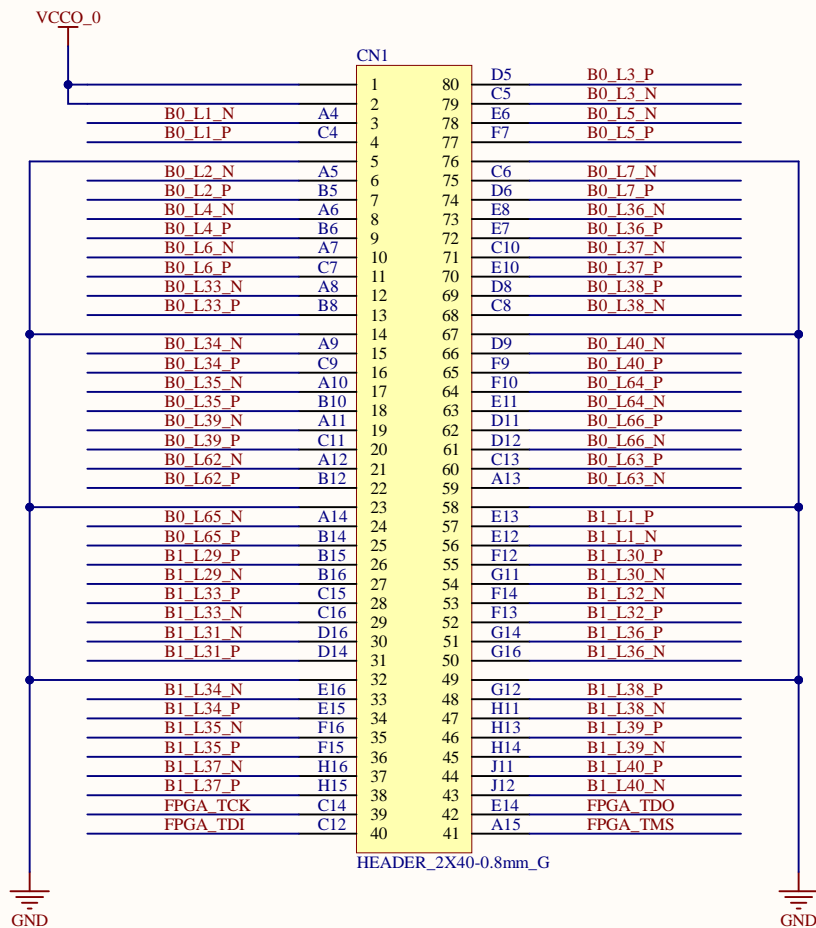 VCCO_0
CN1
1 80 D5 B0_L3_P
2 79 C5 B0_L3_N
B0_L1_N A4 3 78 E6 B0_L5_N
B0_L1_P C4 4 77 F7 B0_L5_P
5 76
B0_L2_N A5 6 75 C6 B0_L7_N
B0_L2_P B5 7 74 D6 B0_L7_P
B0_L4_N A6 8 73 E8 B0_L36_N
B0_L4_P B6 9 72 E7 B0_L36_P
B0_L6_N A7 10 71 C10 B0_L37_N
B0_L6_P C7 11 70 E10 B0_L37_P
B0_L33_N A8 12 69 D8 B0_L38_P
B0_L33_P B8 13 68 C8 B0_L38_N
14 67
B0_L34_N A9 15 66 D9 B0_L40_N
B0_L34_P C9 16 65 F9 B0_L40_P
B0_L35_N A10 17 64 F10 B0_L64_P
B0_L35_P B10 18 63 E11 B0_L64_N
B0_L39_N A11 19 62 D11 B0_L66_P
B0_L39_P C11 20 61 D12 B0_L66_N
B0_L62_N A12 21 60 C13 B0_L63_P
B0_L62_P B12 22 59 A13 B0_L63_N
23 58
B0_L65_N A14 24 57 E13 B1_L1_P
B0_L65_P B14 25 56 E12 B1_L1_N
B1_L29_P B15 26 55 F12 B1_L30_P
B1_L29_N B16 27 54 G11 B1_L30_N
B1_L33_P C15 28 53 F14 B1_L32_N
B1_L33_N C16 29 52 F13 B1_L32_P
B1_L31_N D16 30 51 G14 B1_L36_P
B1_L31_P D14 31 50 G16 B1_L36_N
32 49
B1_L34_N E16 33 48 G12 B1_L38_P
B1_L34_P E15 34 47 H11 B1_L38_N
B1_L35_N F16 35 46 H13 B1_L39_P
B1_L35_P F15 36 45 H14 B1_L39_N
B1_L37_N H16 37 44 J11 B1_L40_P
B1_L37_P H15 38 43 J12 B1_L40_N
FPGA_TCK C14 39 42 E14 FPGA_TDO
FPGA_TDI C12 40 41 A15 FPGA_TMS
HEADER_2X40-0.8mm_G
GND GND